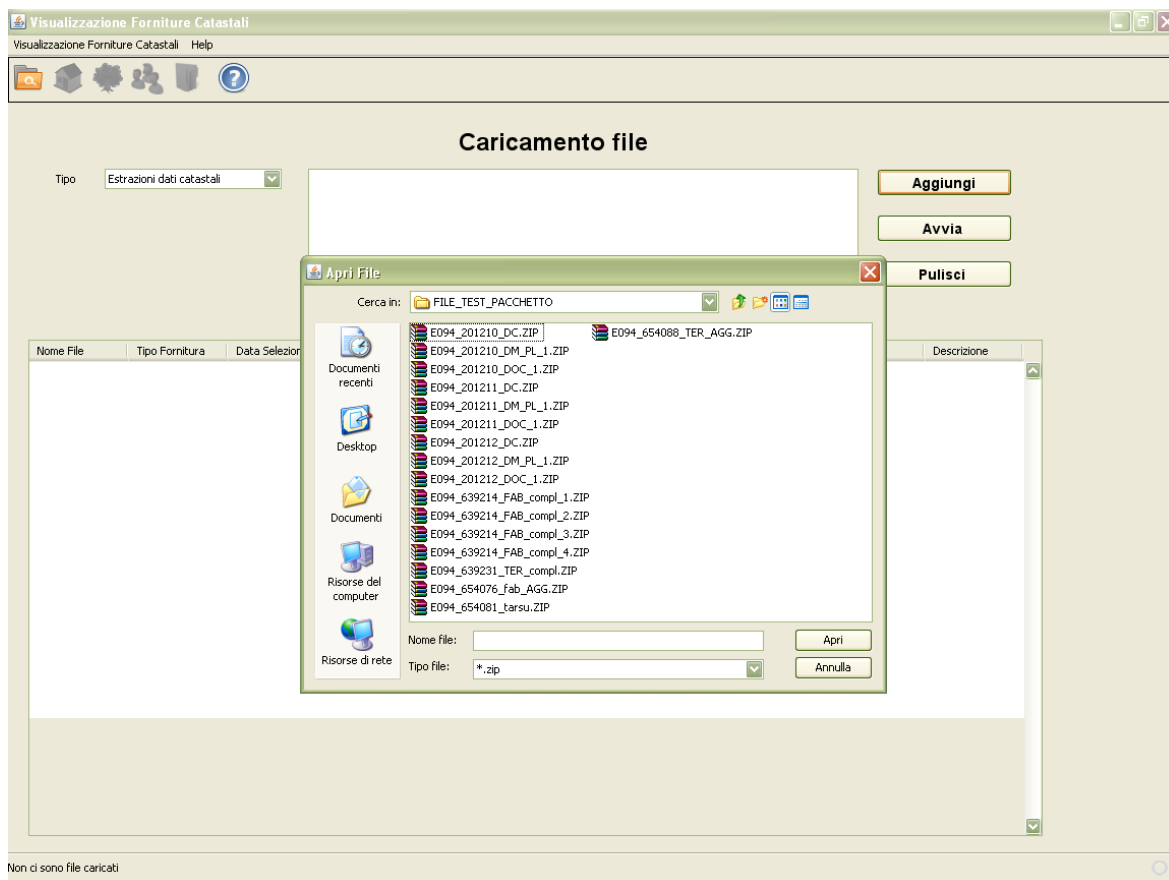 Visualizzazione Forniture Catastali
Visualizzazione Forniture Catastali Help
Caricamento file
Tipo Estrazioni dati catastali
Aggiungi
Avvia
Pulisci
Apri File
Cerca in: FILE_TEST_PACCHETTO
Documenti recenti
Desktop
Documenti
Risorse del computer
Risorse di rete
E094_201210_DC.ZIP
E094_201210_DM_PL_1.ZIP
E094_201210_DOC_1.ZIP
E094_201211_DC.ZIP
E094_201211_DM_PL_1.ZIP
E094_201211_DOC_1.ZIP
E094_201212_DC.ZIP
E094_201212_DM_PL_1.ZIP
E094_201212_DOC_1.ZIP
E094_639214_FAB_compl_1.ZIP
E094_639214_FAB_compl_2.ZIP
E094_639214_FAB_compl_3.ZIP
E094_639214_FAB_compl_4.ZIP
E094_639231_TER_compl.ZIP
E094_654076_fab_AGG.ZIP
E094_654081_tarsu.ZIP
E094_654088_TER_AGG.ZIP
Nome file:
Apri
Tipo file: *.zip
Annulla
Nome File Tipo Fornitura Data Selezion Descrizione
Non ci sono file caricati